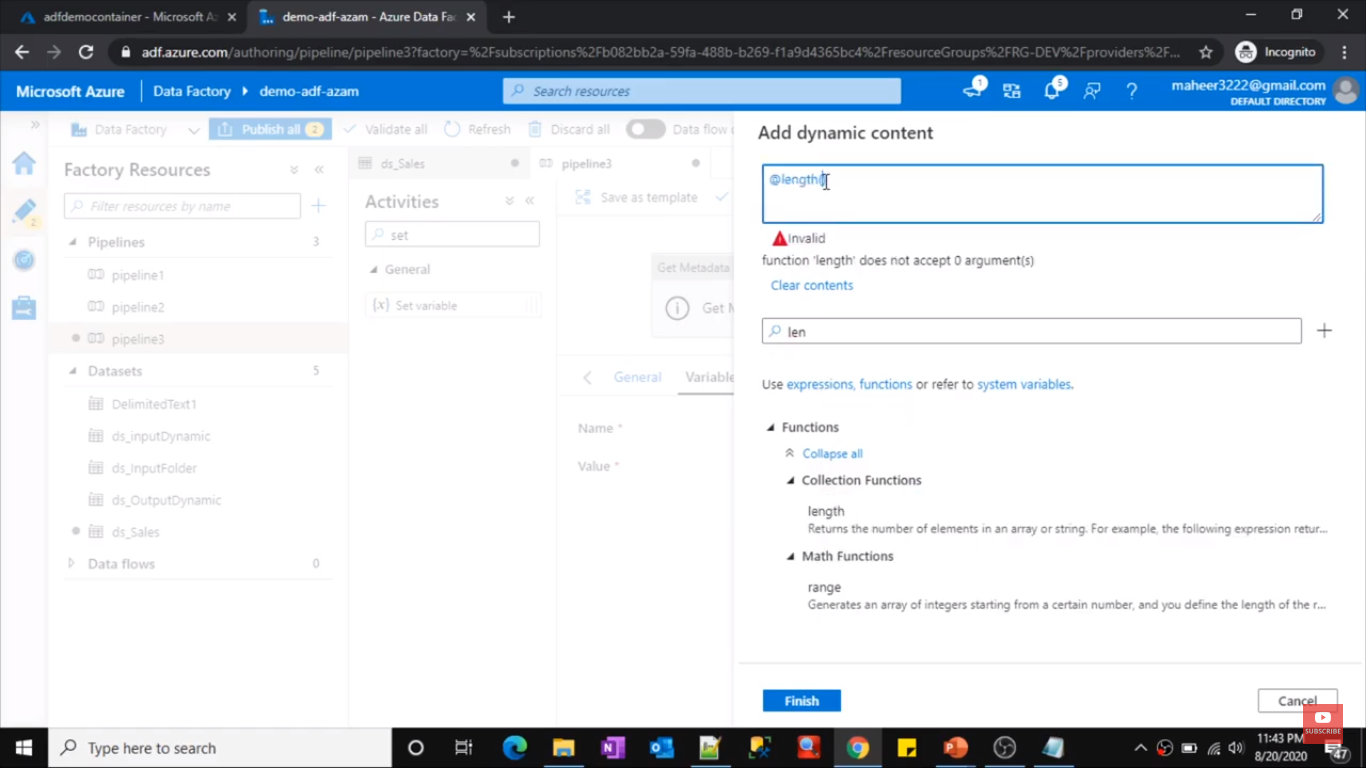 adfdemocontainer - Microsoft Az
demo-adf-azam - Azure Data Fac
adf.azure.com/authoring/pipeline/pipeline3?factory=%2Fsubscriptions%2Fb082bb2a-59fa-488b-b269-f1a9d4365bc4%2FresourceGroups%2FRG-DEV%2Fproviders%2F...
Incognito
Microsoft Azure
Data Factory
demo-adf-azam
Search resources
1
5
maheer3222@gmail.com
DEFAULT DIRECTORY
Data Factory
Publish all 2
Validate all
Refresh
Discard all
Data flow
Factory Resources
Filter resources by name
2
Pipelines 3
pipeline1
pipeline2
pipeline3
Datasets 5
DelimitedText1
ds_inputDynamic
ds_InputFolder
ds_OutputDynamic
ds_Sales
Data flows 0
ds_Sales
pipeline3
Activities
set
General
Set variable
Save as template
Get Metadata
Get M
General
Variable
Name *
Value *
Add dynamic content
@length()
Invalid
function 'length' does not accept 0 argument(s)
Clear contents
len
Use expressions, functions or refer to system variables.
Functions
Collapse all
Collection Functions
length
Returns the number of elements in an array or string. For example, the following expression retur...
Math Functions
range
Generates an array of integers starting from a certain number, and you define the length of the r...
Finish
Cancel
SUBSCRIBE
Type here to search
11:43 PM
8/20/2020
47